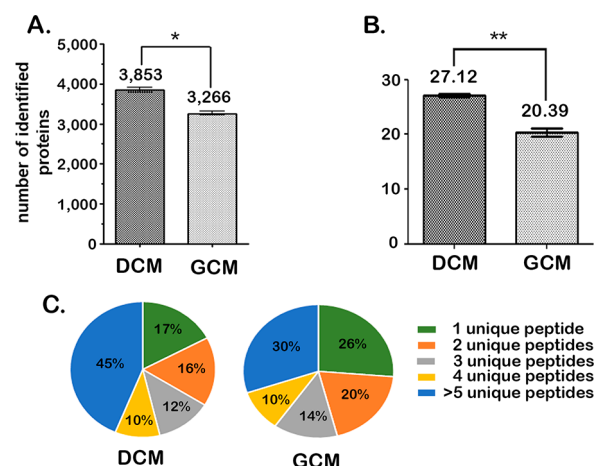 A.
*
5,000
4,000
3,000
2,000
1,000
0
number of identified
proteins
3,853
3,266
DCM
GCM
B.
**
30
20
10
0
27.12
20.39
DCM
GCM
C.
17%
16%
12%
10%
45%
DCM
26%
20%
14%
10%
30%
GCM
1 unique peptide
2 unique peptides
3 unique peptides
4 unique peptides
>5 unique peptides